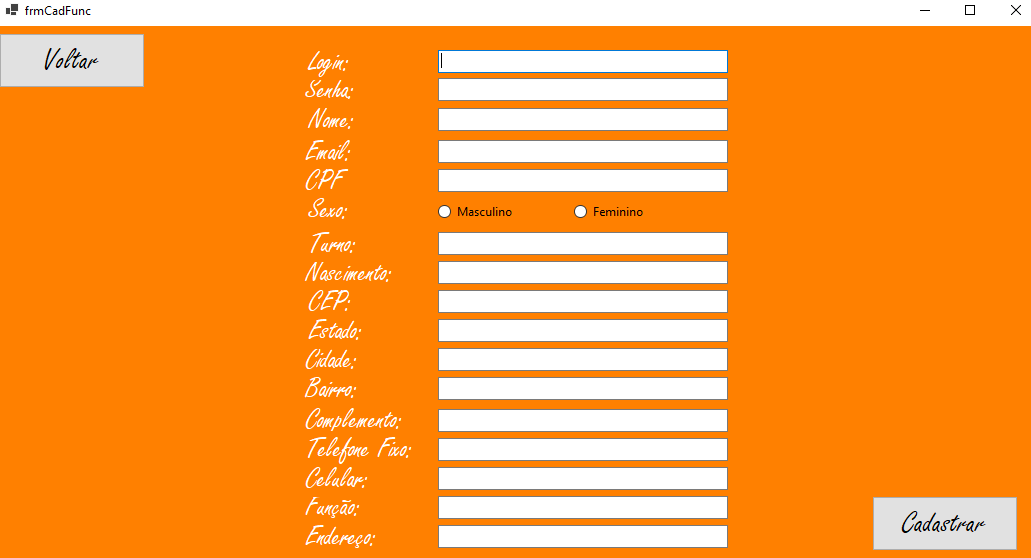 frmCadFunc
Voltar
Login:
Senha:
Nome:
Email:
CPF
Sexo: Masculino Feminino
Turno:
Nascimento:
CEP:
Estado:
Cidade:
Bairro:
Complemento:
Telefone Fixo:
Celular:
Função:
Endereço:
Cadastrar